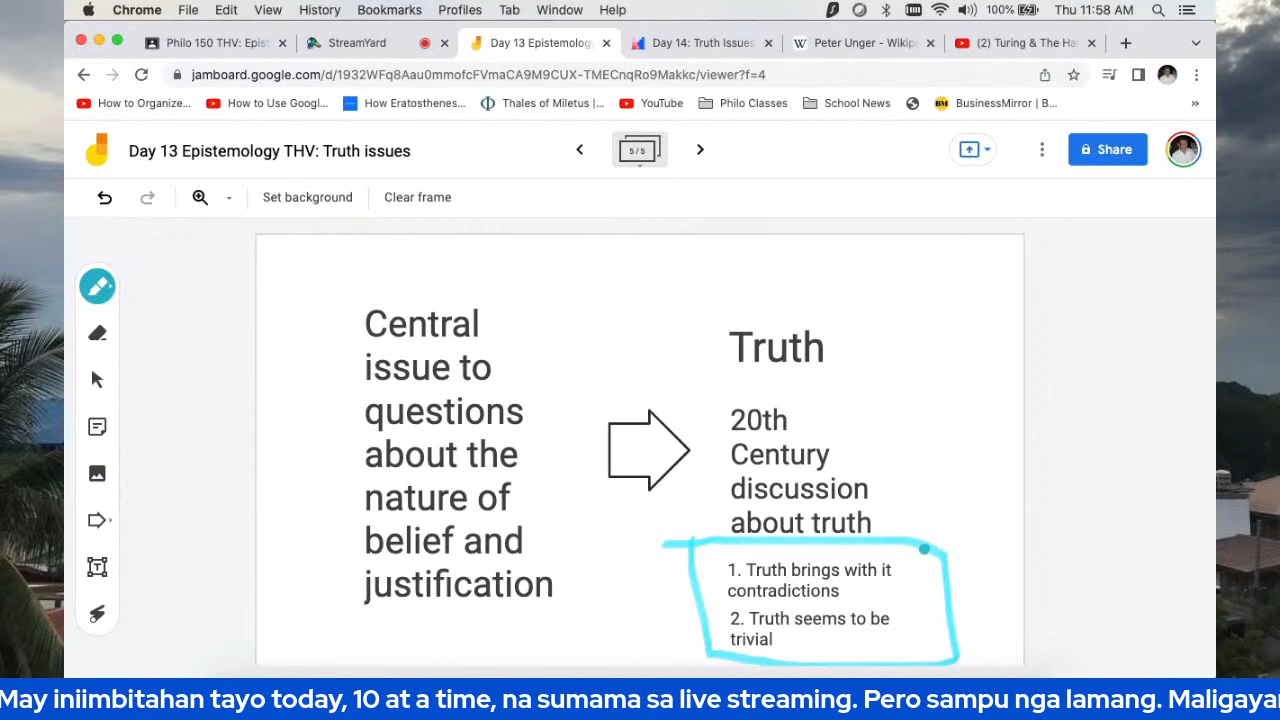 Chrome File Edit View History Bookmarks Profiles Tab Window Help 100% Thu 11:58 AM
Philo 150 THV: Epist StreamYard Day 13 Epistemology Day 14: Truth Issues Peter Unger - Wikip (2) Turing & The Ha
jamboard.google.com/d/1932WFq8Aau0mmofcFVmaCA9M9CUX-TMECnqRo9Makkc/viewer?f=4
How to Organize... How to Use Googl... How Eratosthenes... Thales of Miletus |... YouTube Philo Classes School News BM BusinessMirror | B... »
Day 13 Epistemology THV: Truth issues 5 / 5 Share
Set background Clear frame
Central
issue to
questions
about the
nature of
belief and
justification
Truth
20th
Century
discussion
about truth
1. Truth brings with it
contradictions
2. Truth seems to be
trivial
May iniimbitahan tayo today, 10 at a time, na sumama sa live streaming. Pero sampu nga lamang. Maligaya